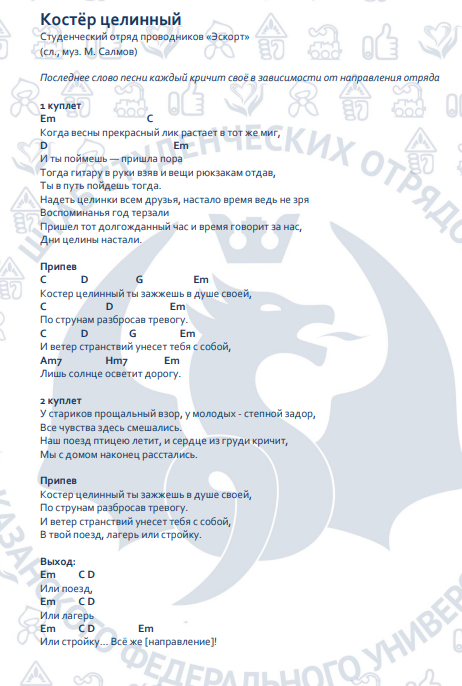 Костёр целинный
Студенческий отряд проводников «Эскорт»
(сл., муз. М. Салмов)
Последнее слово песни каждый кричит своё в зависимости от направления отряда
1 куплет
Em C
Когда весны прекрасный лик растает в тот же миг,
D Em
И ты поймешь — пришла пора
Тогда гитару в руки взяв и вещи рюкзакам отдав,
Ты в путь пойдешь тогда.
Надеть целинки всем друзья, настало время ведь не зря
Воспоминанья год терзали
Пришел тот долгожданный час и время говорит за нас,
Дни целины настали.
Припев
C D G Em
Костер целинный ты зажжешь в душе своей,
C D Em
По струнам разбросав тревогу.
C D G Em
И ветер странствий унесет тебя с собой,
Am7 Hm7 Em
Лишь солнце осветит дорогу.
2 куплет
У стариков прощальный взор, у молодых - степной задор,
Все чувства здесь смешались.
Наш поезд птицею летит, и сердце из груди кричит,
Мы с домом наконец расстались.
Припев
Костер целинный ты зажжешь в душе своей,
По струнам разбросав тревогу.
И ветер странствий унесет тебя с собой,
В твой поезд, лагерь или стройку.
Выход:
Em C D
Или поезд,
Em C D
Или лагерь
Em C D Em
Или стройку... Всё же [направление]!
ШТАБ СТУДЕНЧЕСКИХ ОТРЯДО
КАЗАНСКОГО ФЕДЕРАЛЬНОГО УНИВЕР